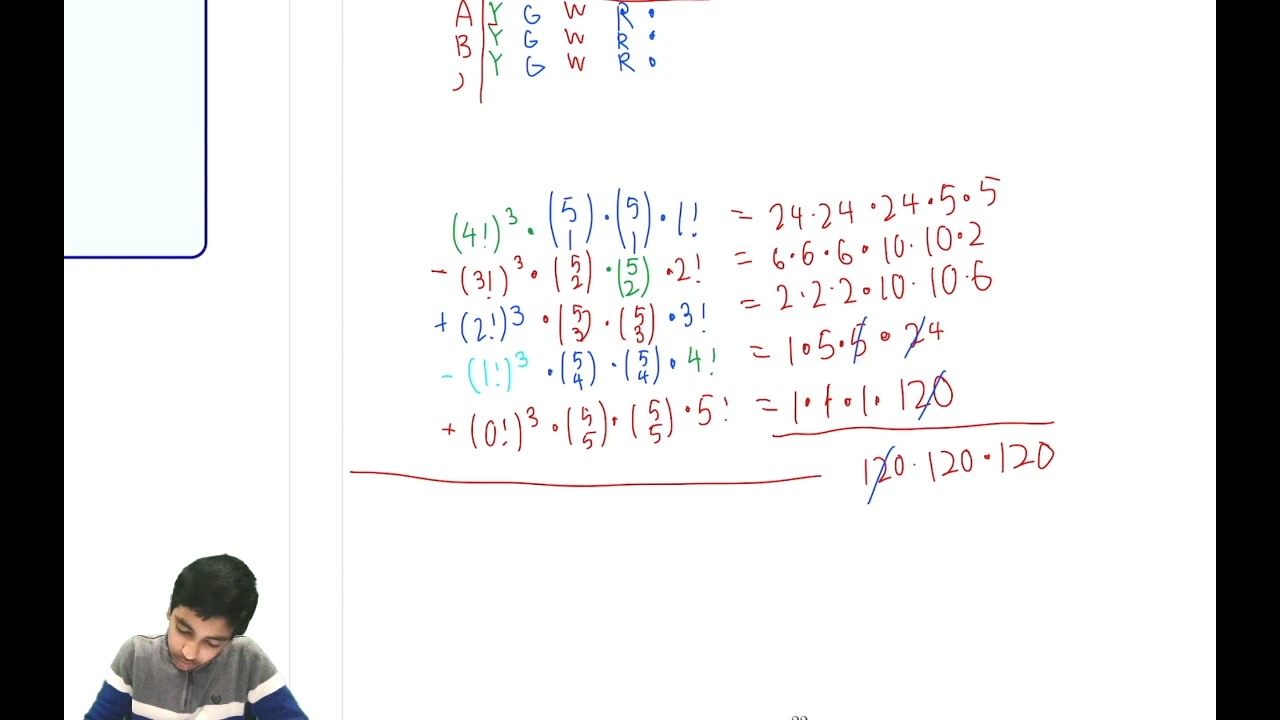 A Y G W R :
B Y G W R :
) Y G W R :
(4!)³ · (5 1) · (5 1) · 1! = 24 · 24 · 24 · 5 · 5
- (3!)³ · (5 2) · (5 2) · 2! = 6 · 6 · 6 · 10 · 10 · 2
+ (2!)³ · (5 3) · (5 3) · 3! = 2 · 2 · 2 · 10 · 10 · 6
- (1!)³ · (5 4) · (5 4) · 4! = 1 · 5 · 5 · 24
+ (0!)³ · (5 5) · (5 5) · 5! = 1 · 1 · 1 · 120
120 · 120 · 120